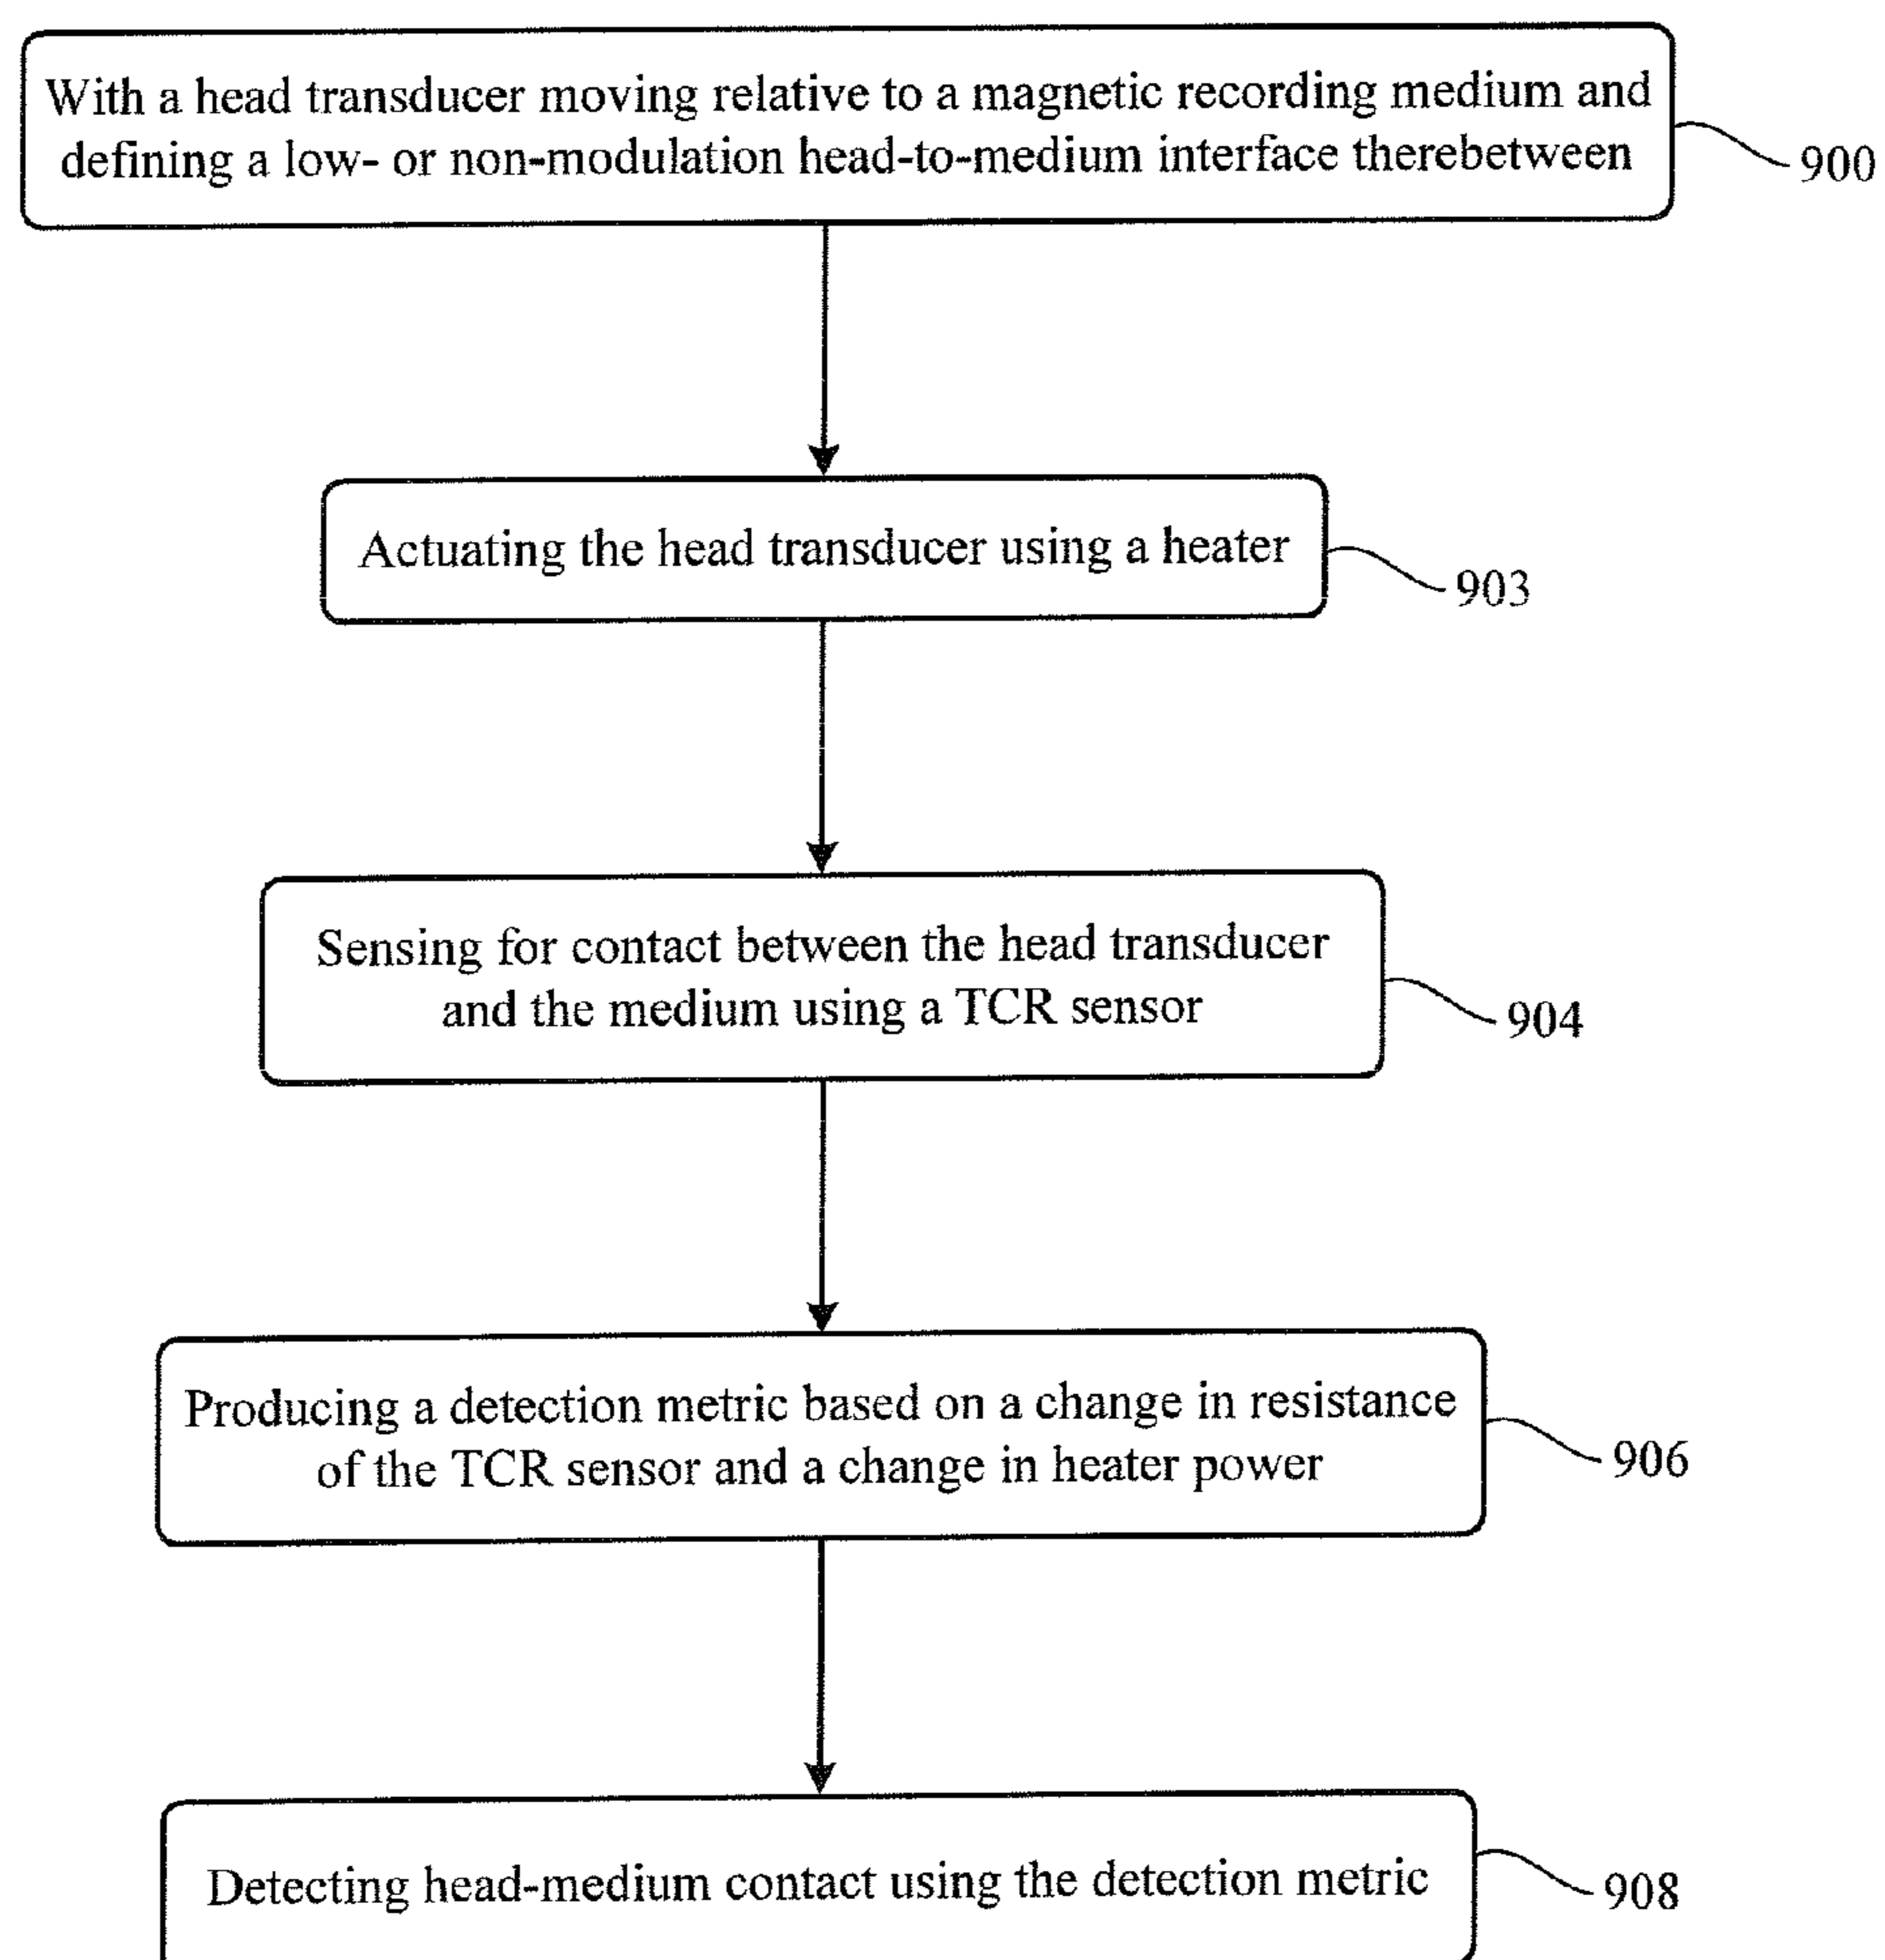 With a head transducer moving relative to a magnetic recording medium and
defining a low- or non-modulation head-to-medium interface therebetween
900
Actuating the head transducer using a heater
903
Sensing for contact between the head transducer
and the medium using a TCR sensor
904
Producing a detection metric based on a change in resistance
of the TCR sensor and a change in heater power
906
Detecting head-medium contact using the detection metric
908